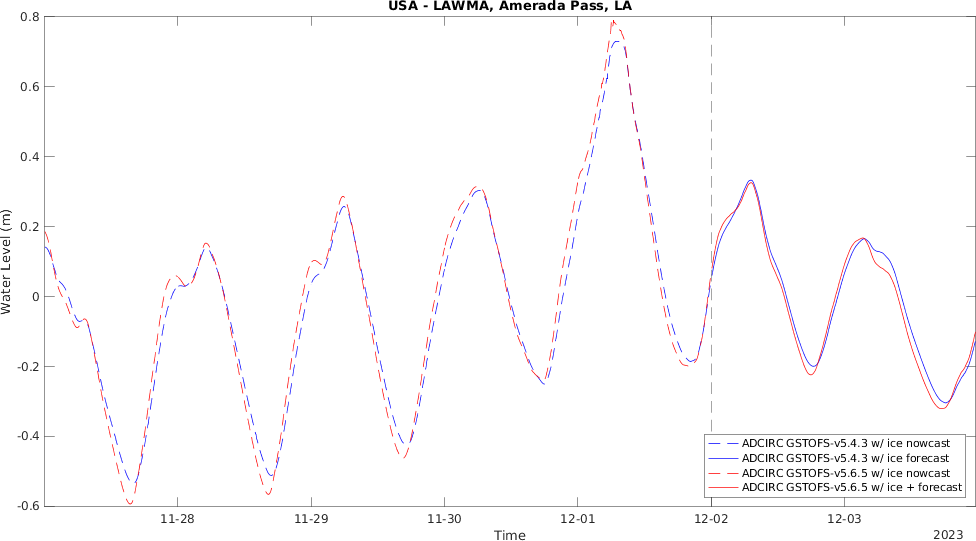 USA - LAWMA, Amerada Pass, LA
0.8
0.6
0.4
0.2
0
-0.2
-0.4
-0.6
Water Level (m)
11-28
11-29
11-30
12-01
12-02
12-03
Time
2023
ADCIRC GSTOFS-v5.4.3 w/ ice nowcast
ADCIRC GSTOFS-v5.4.3 w/ ice forecast
ADCIRC GSTOFS-v5.6.5 w/ ice nowcast
ADCIRC GSTOFS-v5.6.5 w/ ice + forecast